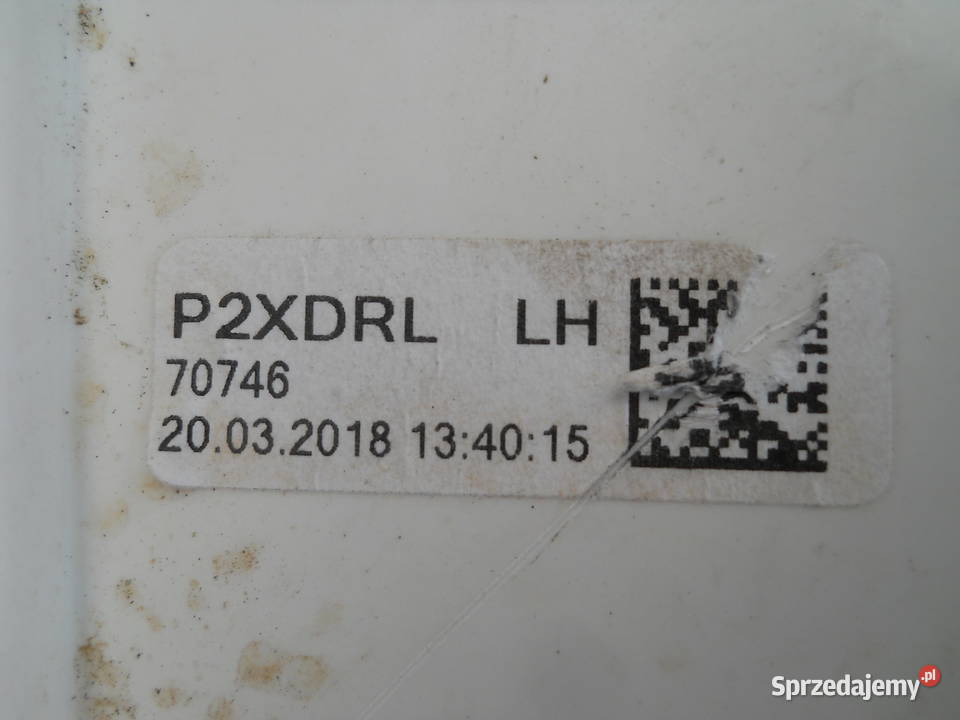 P2XDRL LH
70746
20.03.2018 13:40:15
Sprzedajemy.pl